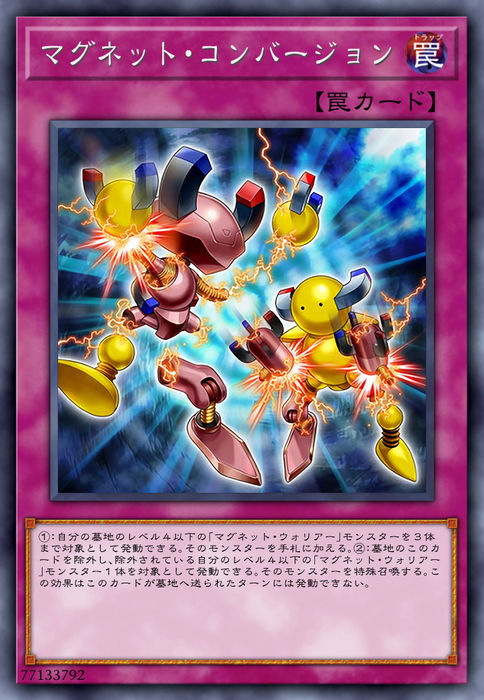 マグネット・コンバージョン
トラップ
罠
【罠カード】
①:自分の墓地のレベル4以下の「マグネット・ウォリアー」モンスターを3体
まで対象として発動できる。そのモンスターを手札に加える。②:墓地のこのカ
ードを除外し、除外されている自分のレベル4以下の「マグネット・ウォリアー
」モンスター1体を対象として発動できる。そのモンスターを特殊召喚する。こ
の効果はこのカードが墓地へ送られたターンには発動できない。
77133792